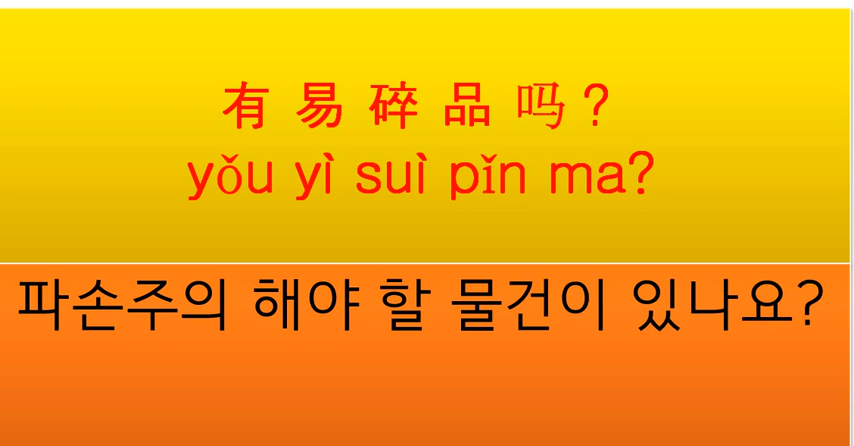 有 易 碎 品 吗 ?
yǒu yì suì pǐn ma?
파손주의 해야 할 물건이 있나요?